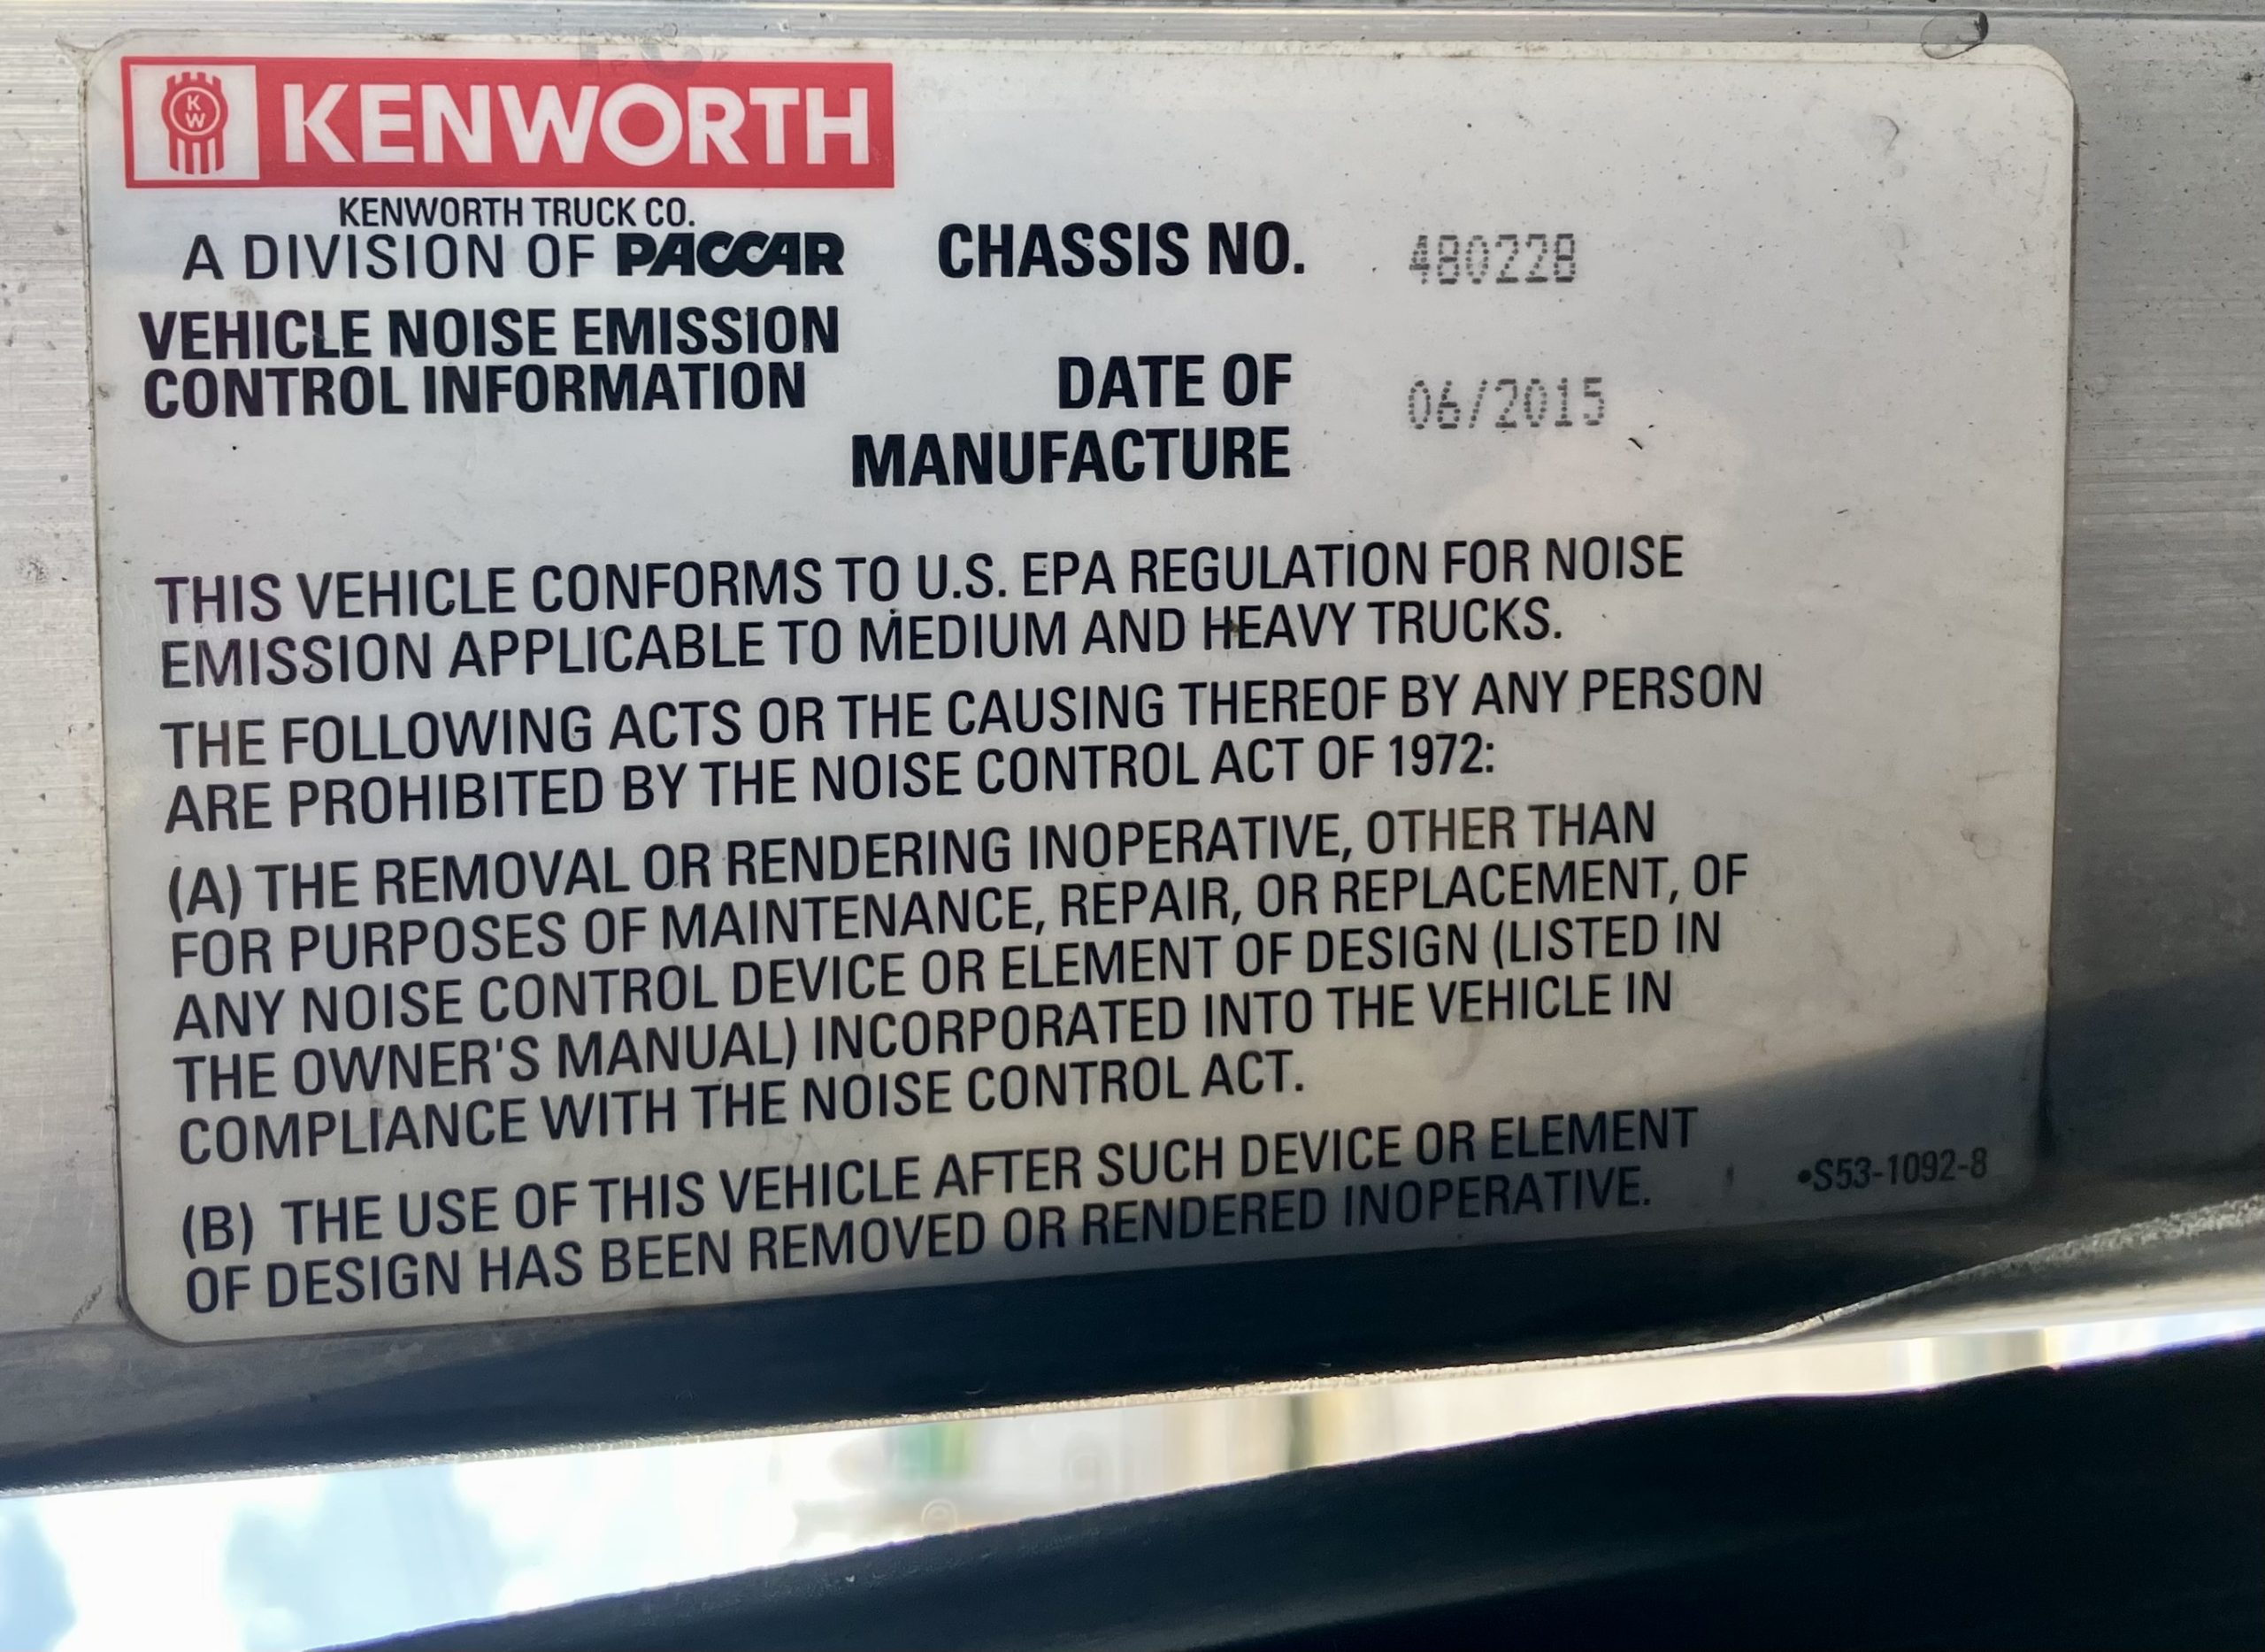 KW KENWORTH
KENWORTH TRUCK CO.
A DIVISION OF PACCAR
VEHICLE NOISE EMISSION
CONTROL INFORMATION
CHASSIS NO. 480228
DATE OF
MANUFACTURE
06/2015
THIS VEHICLE CONFORMS TO U.S. EPA REGULATION FOR NOISE
EMISSION APPLICABLE TO MEDIUM AND HEAVY TRUCKS.
THE FOLLOWING ACTS OR THE CAUSING THEREOF BY ANY PERSON
ARE PROHIBITED BY THE NOISE CONTROL ACT OF 1972:
(A) THE REMOVAL OR RENDERING INOPERATIVE, OTHER THAN
FOR PURPOSES OF MAINTENANCE, REPAIR, OR REPLACEMENT, OF
ANY NOISE CONTROL DEVICE OR ELEMENT OF DESIGN (LISTED IN
THE OWNER'S MANUAL) INCORPORATED INTO THE VEHICLE IN
COMPLIANCE WITH THE NOISE CONTROL ACT.
(B) THE USE OF THIS VEHICLE AFTER SUCH DEVICE OR ELEMENT
OF DESIGN HAS BEEN REMOVED OR RENDERED INOPERATIVE.
•S53-1092-8